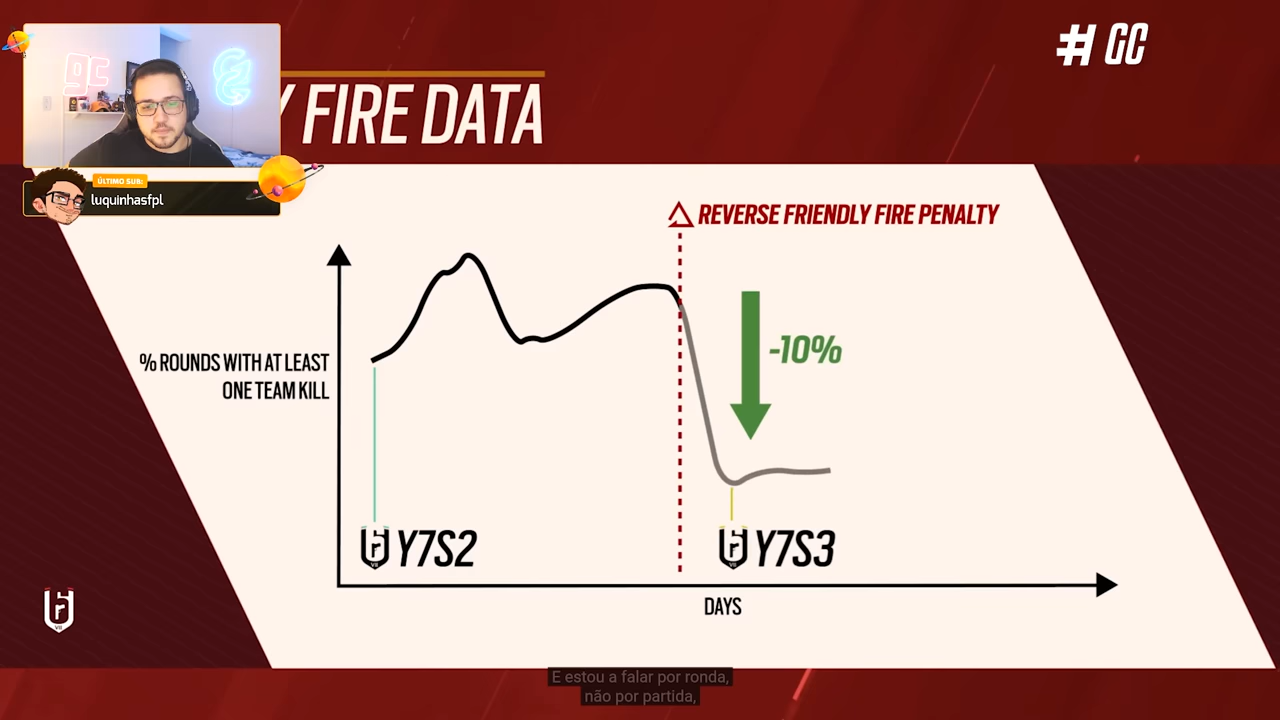 gc
# GC
Y FIRE DATA
ÚLTIMO SUB:
luquinhasfpl
REVERSE FRIENDLY FIRE PENALTY
-10%
% ROUNDS WITH AT LEAST
ONE TEAM KILL
Y7S2
Y7S3
DAYS
E estou a falar por ronda,
não por partida,